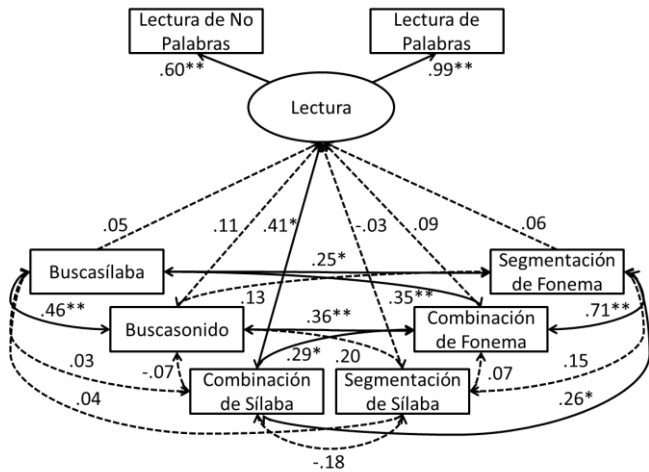 Lectura de No
Palabras
Lectura de
Palabras
.60**
.99**
Lectura
.05
.11
.41*
-.03
.09
.06
Buscasílaba
.25*
Segmentación
de Fonema
.46**
Buscasonido
.13
.36**
.35**
Combinación
de Fonema
.71**
.03
-.07
.29*
.20
.07
.15
Combinación
de Sílaba
Segmentación
de Sílaba
.04
.26*
-.18